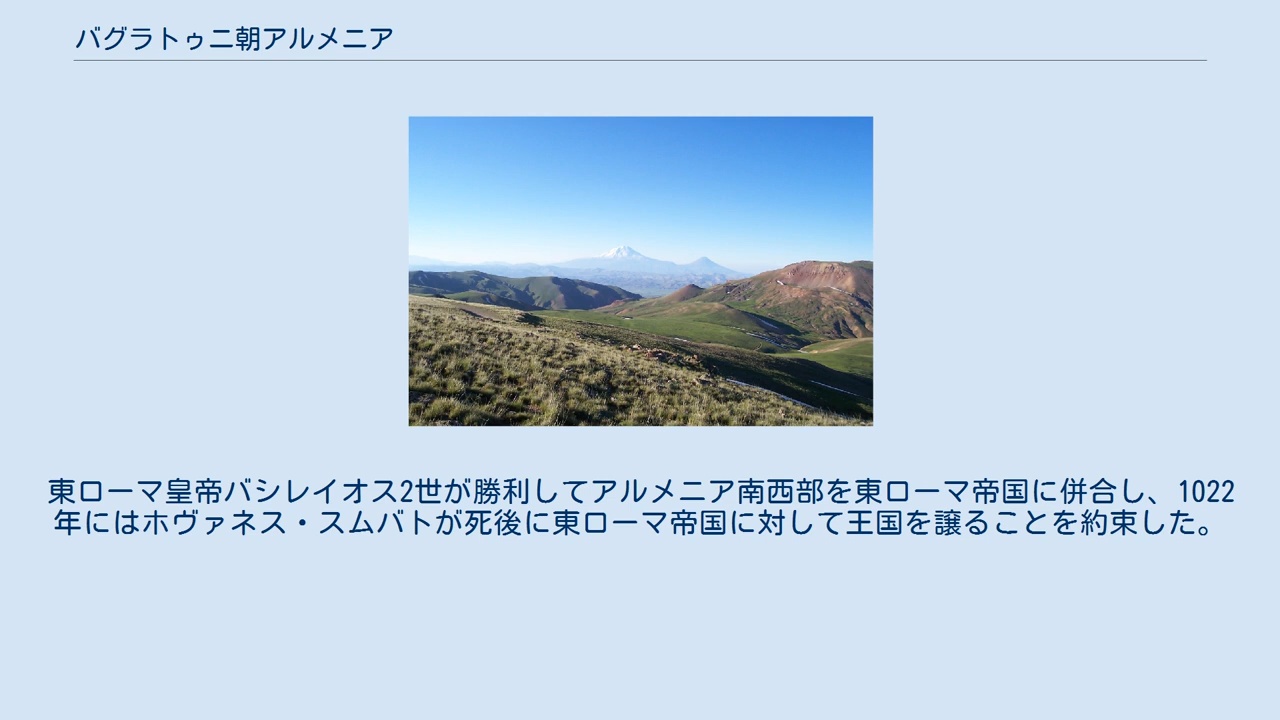 バグラトゥニ朝アルメニア
東ローマ皇帝バシレイオス2世が勝利してアルメニア南西部を東ローマ帝国に併合し、1022
年にはホヴァネス・スムバトが死後に東ローマ帝国に対して王国を譲ることを約束した。